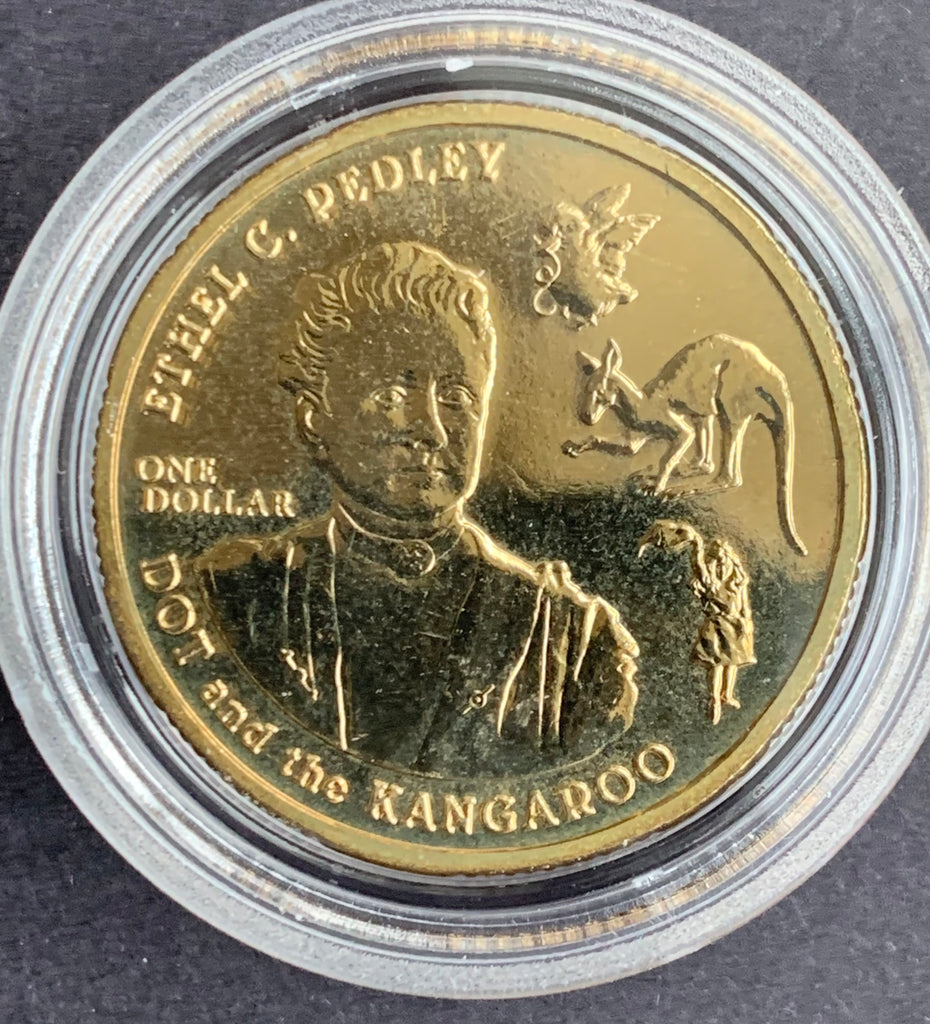 ETHEL C. PEDLEY
ONE
DOLLAR
DOT and the KANGAROO